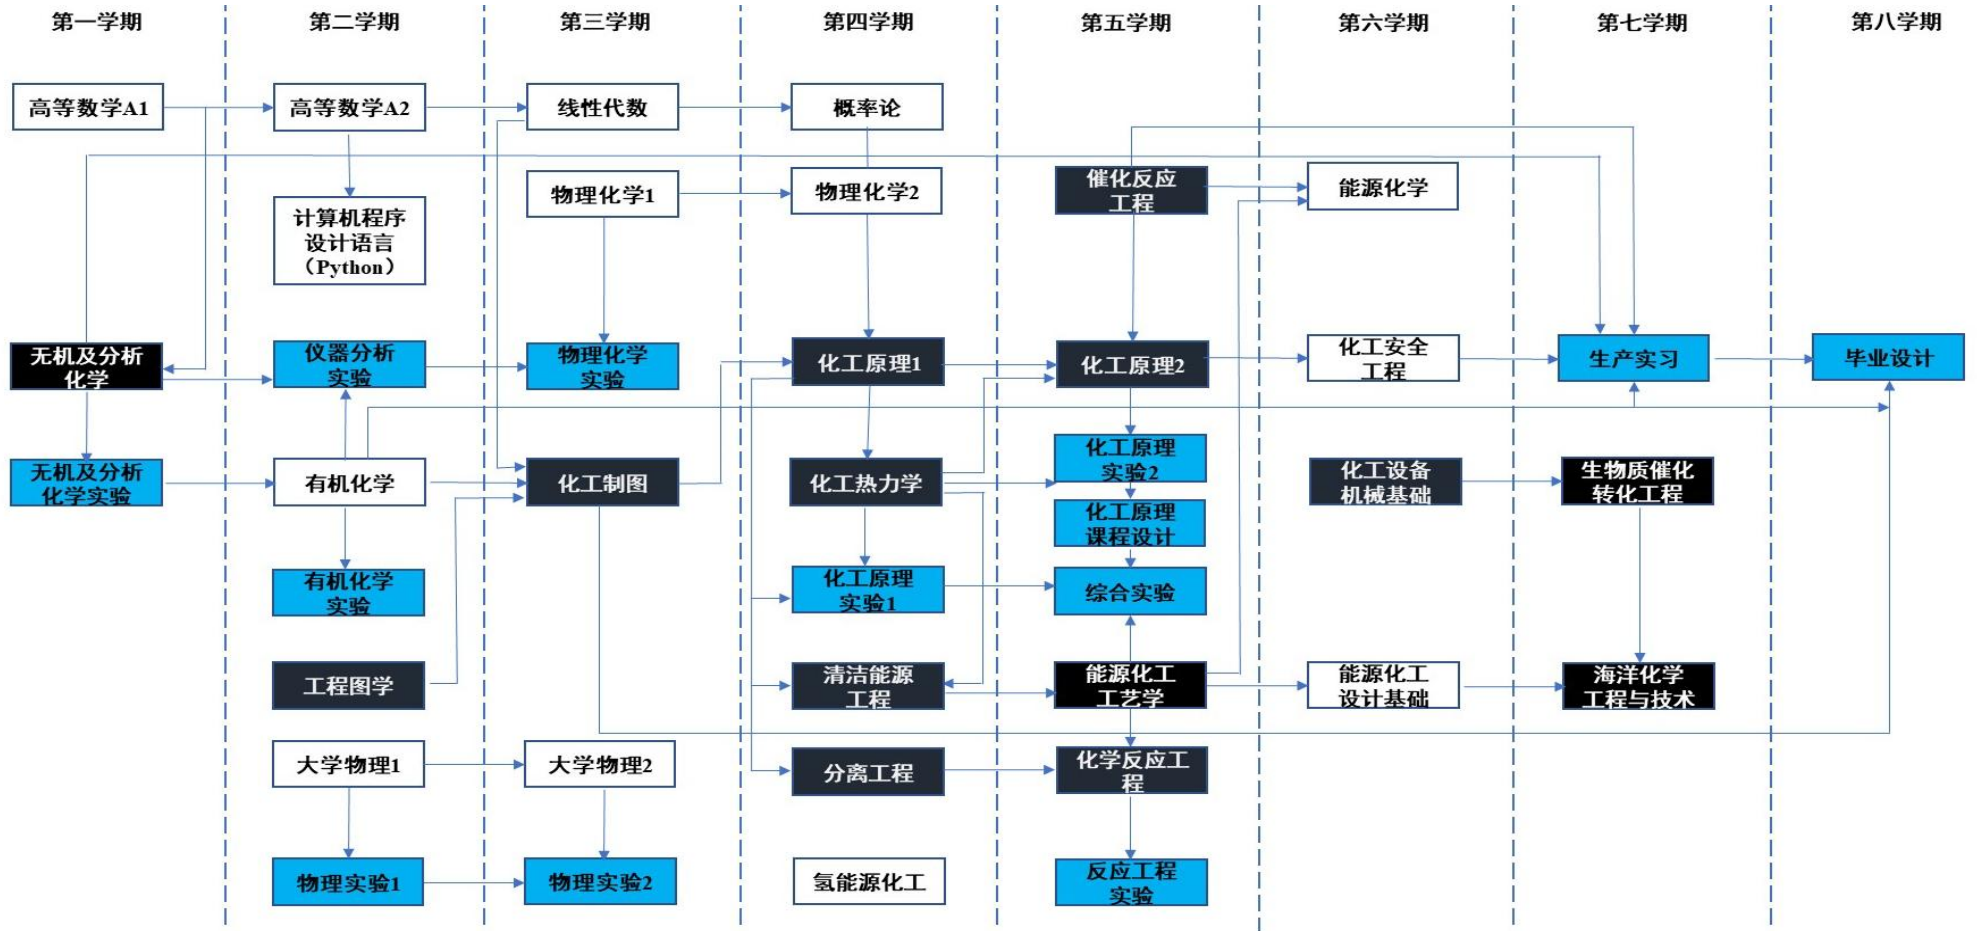 第一学期
第二学期
第三学期
第四学期
第五学期
第六学期
第七学期
第八学期
高等数学A1
高等数学A2
线性代数
概率论
催化反应
工程
能源化学
物理化学1
物理化学2
计算机程序
设计语言
（Python）
无机及分析
化学
仪器分析
实验
物理化学
实验
化工原理1
化工原理2
化工安全
工程
生产实习
毕业设计
无机及分析
化学实验
有机化学
化工制图
化工热力学
化工原理
实验2
化工设备
机械基础
生物质催化
转化工程
化工原理
课程设计
有机化学
实验
化工原理
实验1
综合实验
工程图学
清洁能源
工程
能源化工
工艺学
能源化工
设计基础
海洋化学
工程与技术
大学物理1
大学物理2
分离工程
化学反应工
程
物理实验1
物理实验2
氢能源化工
反应工程
实验